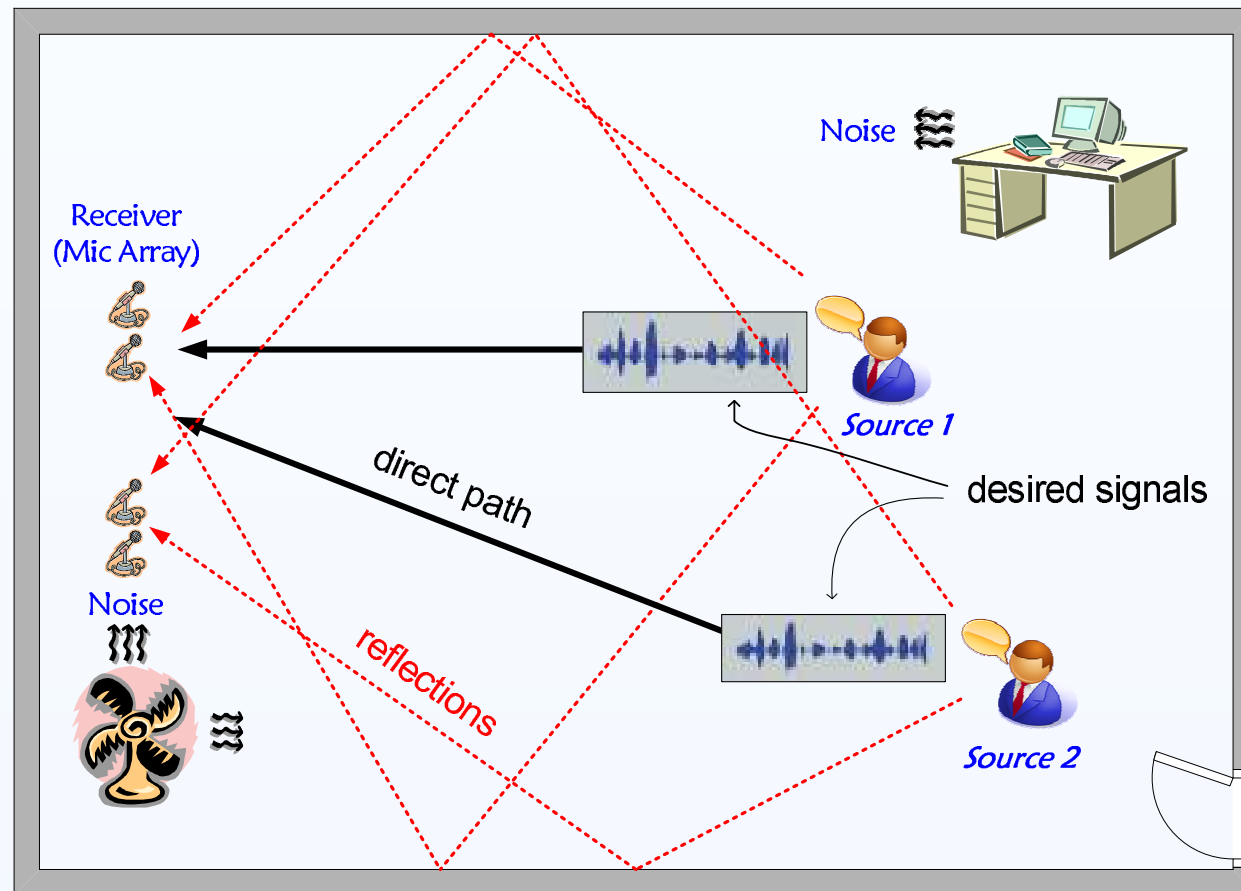 Noise
Receiver
(Mic Array)
Source 1
direct path
desired signals
Noise
reflections
Source 2